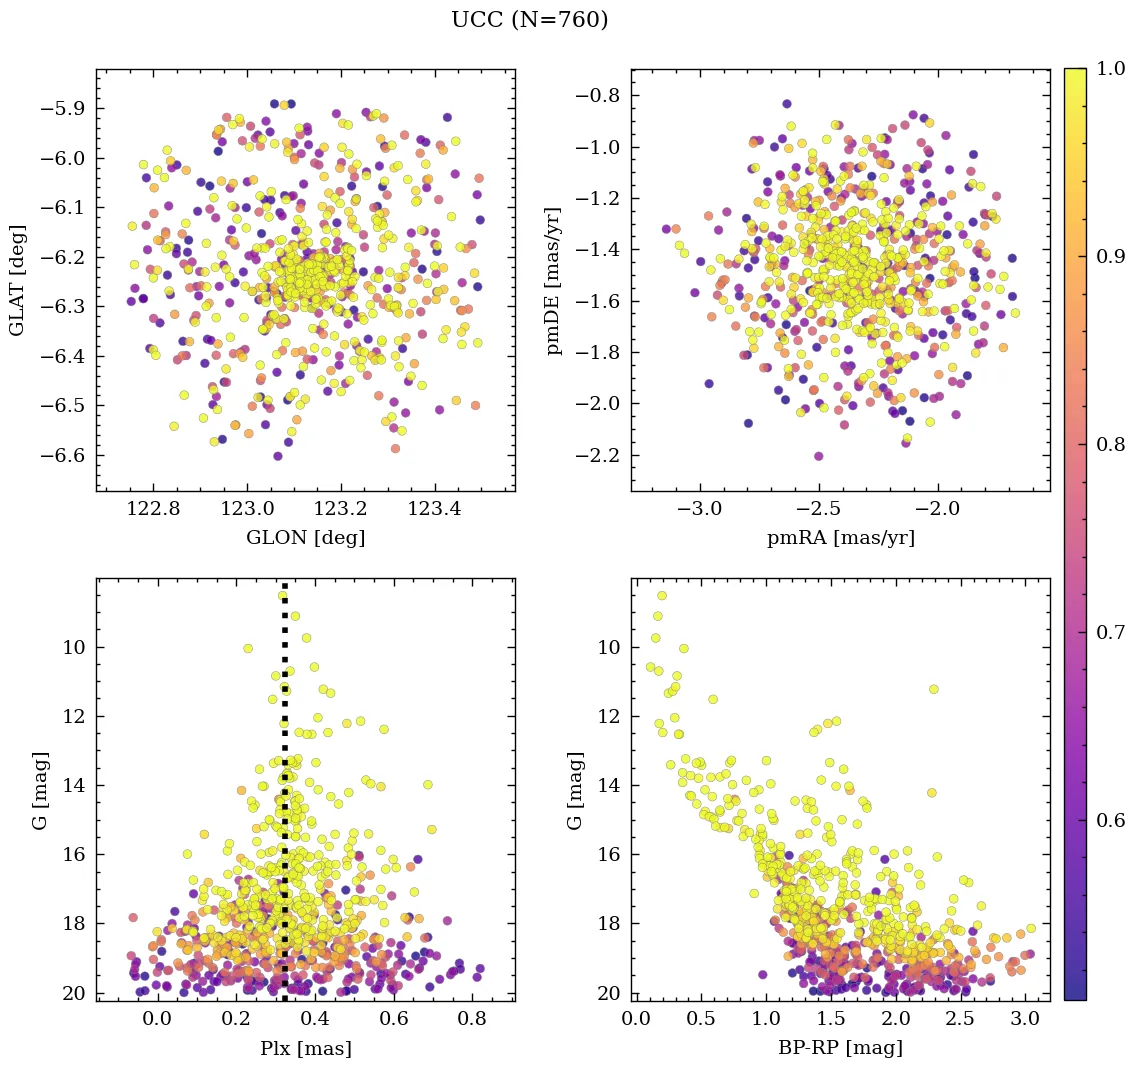 UCC (N=760)
−5.9
−6.0
−6.1
−6.2
−6.3
−6.4
−6.5
−6.6
GLAT [deg]
122.8 123.0 123.2 123.4
GLON [deg]
−0.8
−1.0
−1.2
−1.4
−1.6
−1.8
−2.0
−2.2
pmDE [mas/yr]
−3.0 −2.5 −2.0
pmRA [mas/yr]
10
12
14
16
18
20
G [mag]
0.0 0.2 0.4 0.6 0.8
Plx [mas]
10
12
14
16
18
20
G [mag]
0.0 0.5 1.0 1.5 2.0 2.5 3.0
BP-RP [mag]
1.0
0.9
0.8
0.7
0.6